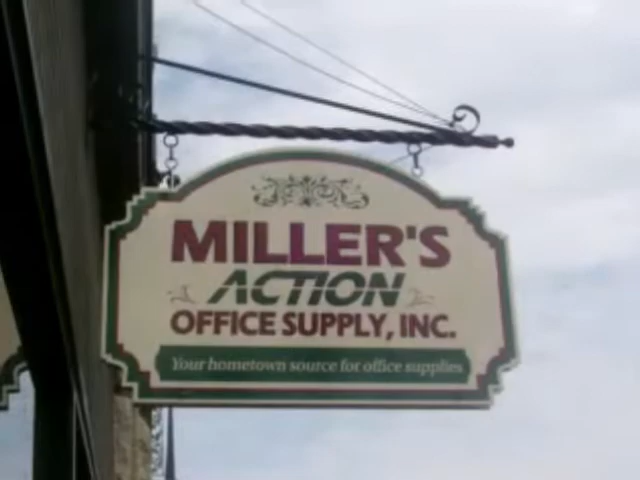 MILLER'S
ACTION
OFFICE SUPPLY, INC.
Your hometown source for office supplies